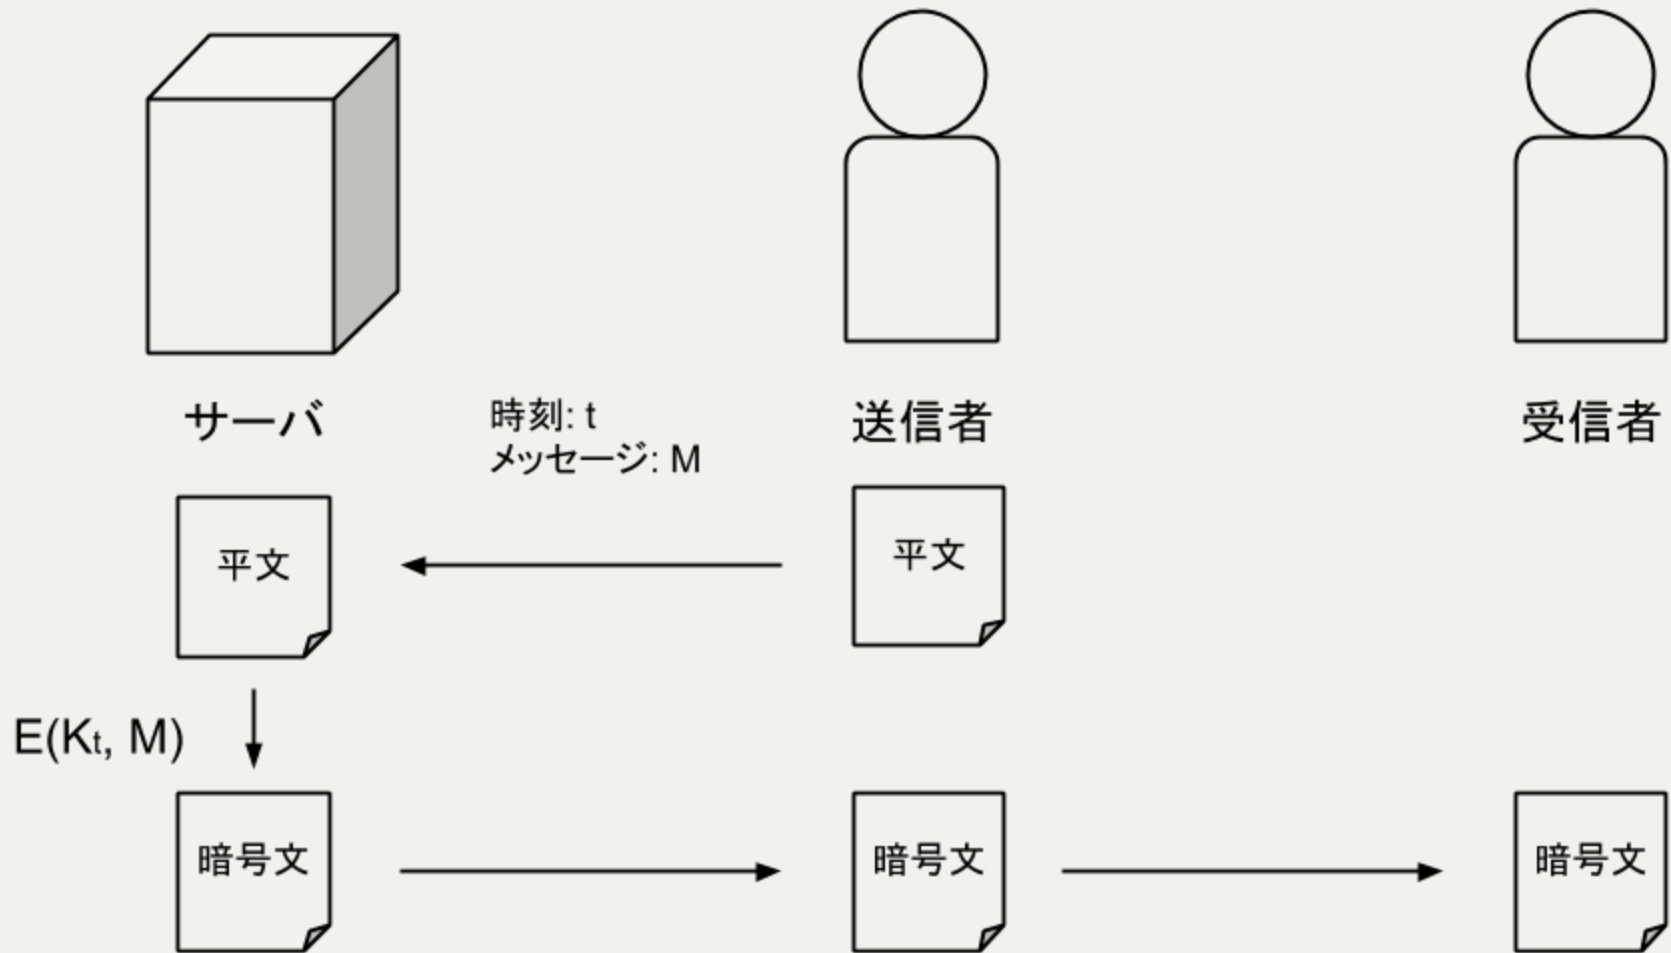 サーバ
時刻: t
メッセージ: M
送信者
受信者
平文
平文
E(Kt, M)
暗号文
暗号文
暗号文